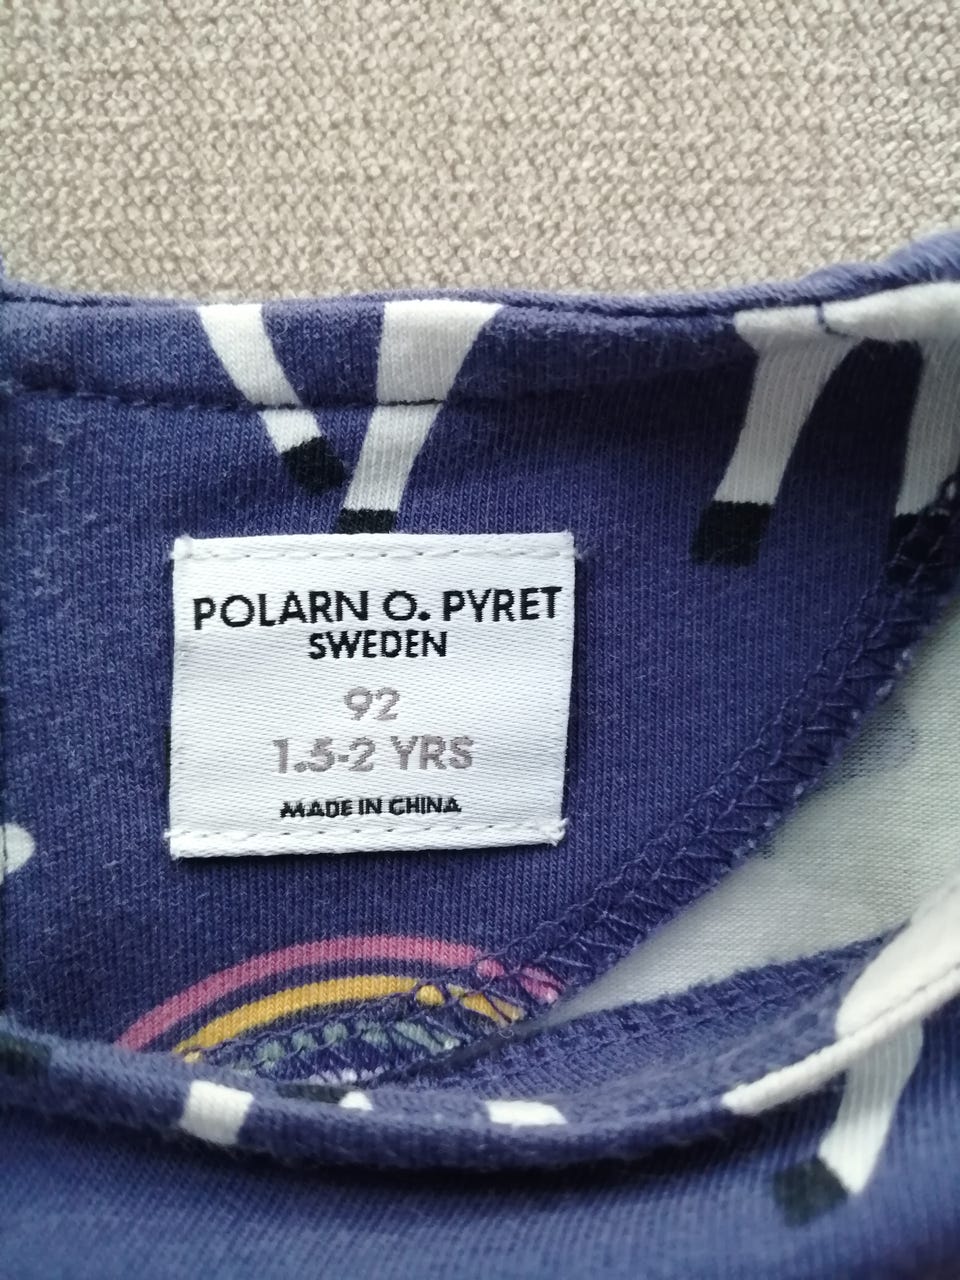 POLARN O. PYRET
SWEDEN
92
1.5-2 YRS
MADE IN CHINA